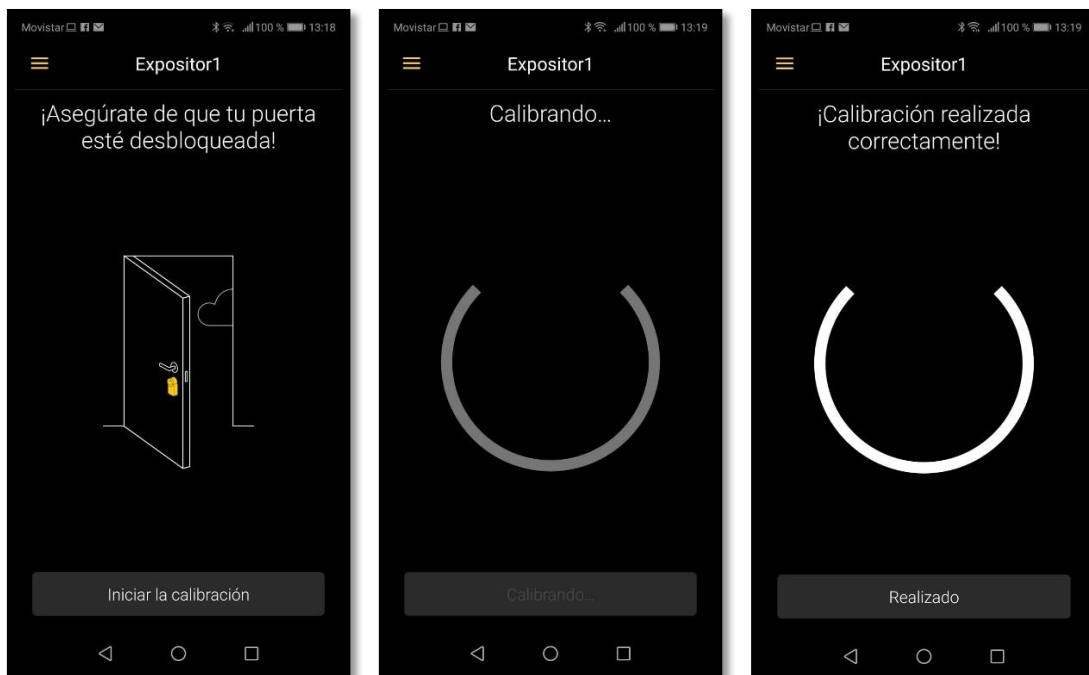 Movistar 100 % 13:18
Expositor1
¡Asegúrate de que tu puerta
esté desbloqueada!
Iniciar la calibración
Movistar 100 % 13:19
Expositor1
Calibrando...
Calibrando...
Movistar 100 % 13:19
Expositor1
¡Calibración realizada
correctamente!
Realizado